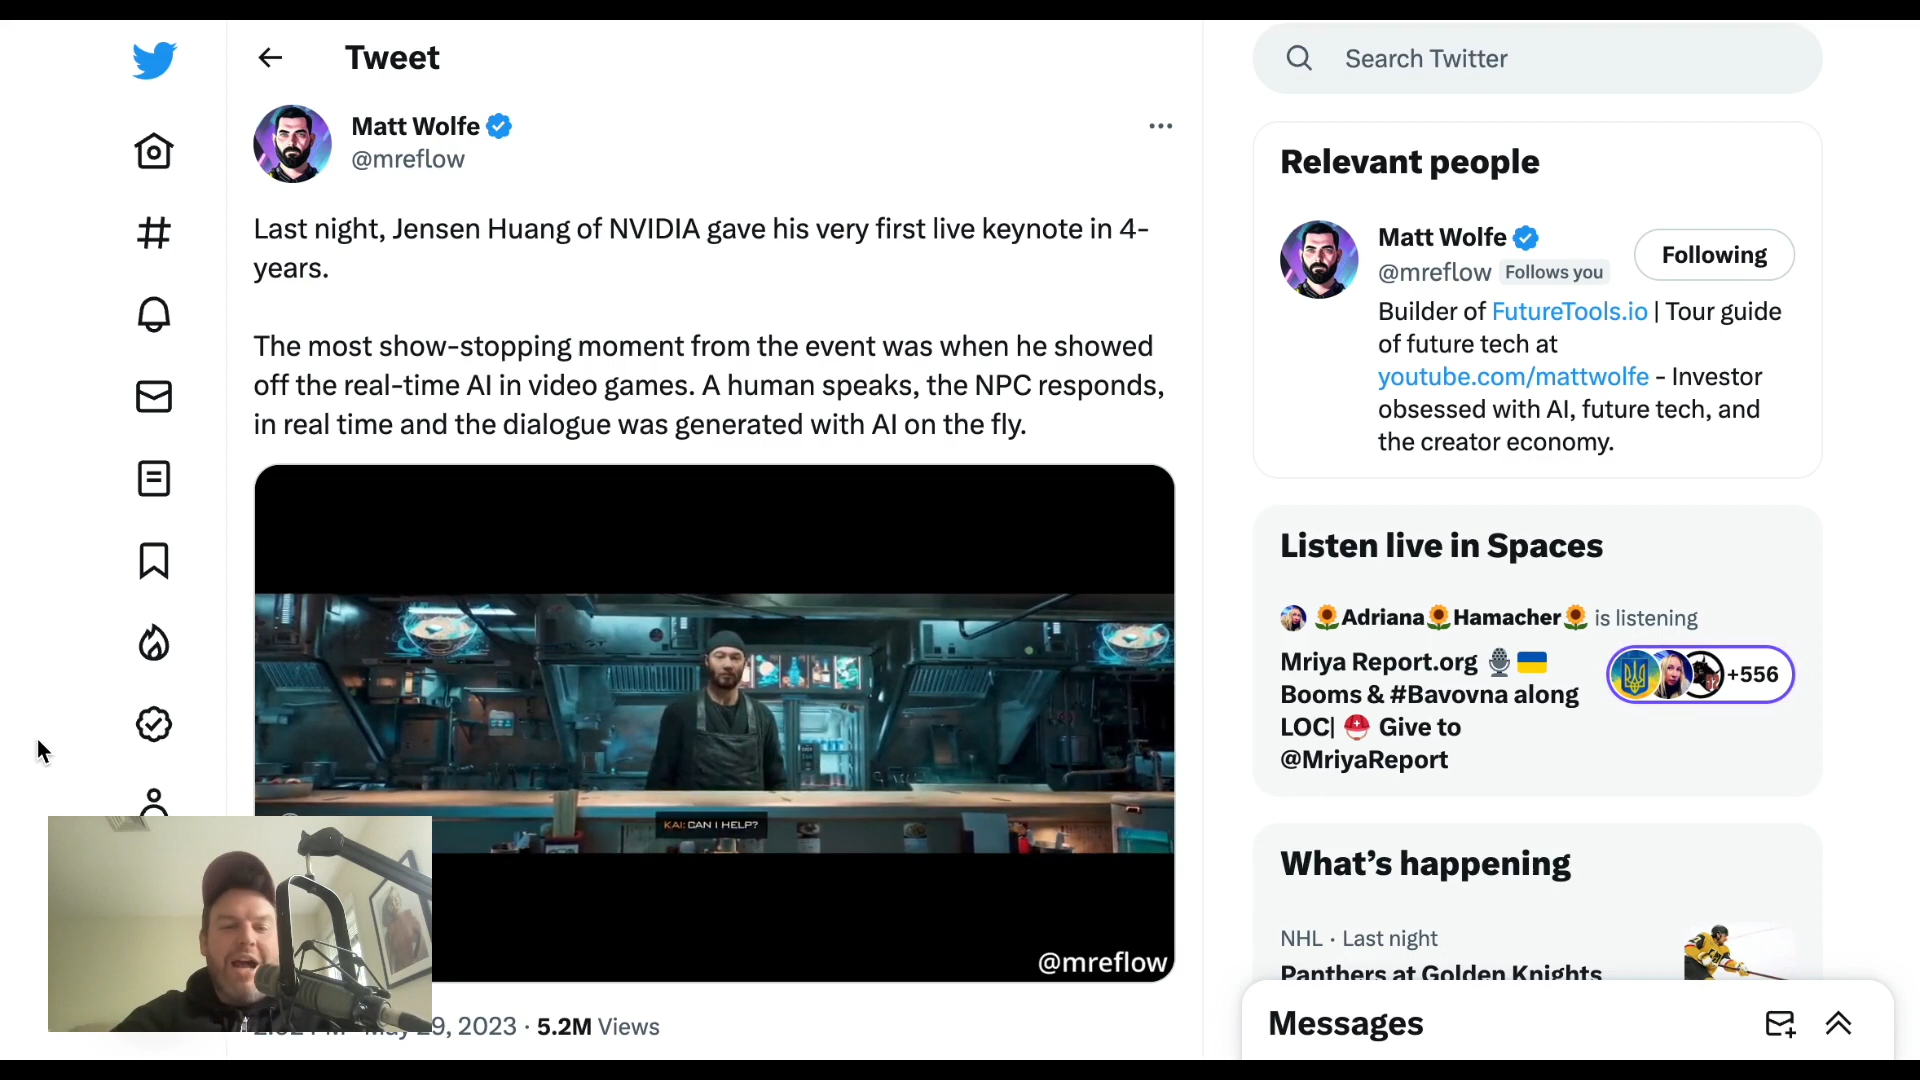 Tweet
Matt Wolfe
@mreflow
Last night, Jensen Huang of NVIDIA gave his very first live keynote in 4-
years.
The most show-stopping moment from the event was when he showed
off the real-time AI in video games. A human speaks, the NPC responds,
in real time and the dialogue was generated with AI on the fly.
KAI: CAN I HELP?
@mreflow
9, 2023 · 5.2M Views
Search Twitter
Relevant people
Matt Wolfe
@mreflow Follows you
Following
Builder of FutureTools.io | Tour guide
of future tech at
youtube.com/mattwolfe - Investor
obsessed with AI, future tech, and
the creator economy.
Listen live in Spaces
🌻Adriana🌻Hamacher🌻 is listening
Mriya Report.org 🎙️🇺🇦
Booms & #Bavovna along
LOC| ⛑️ Give to
@MriyaReport
+556
What's happening
NHL · Last night
Panthers at Golden Knights
Messages